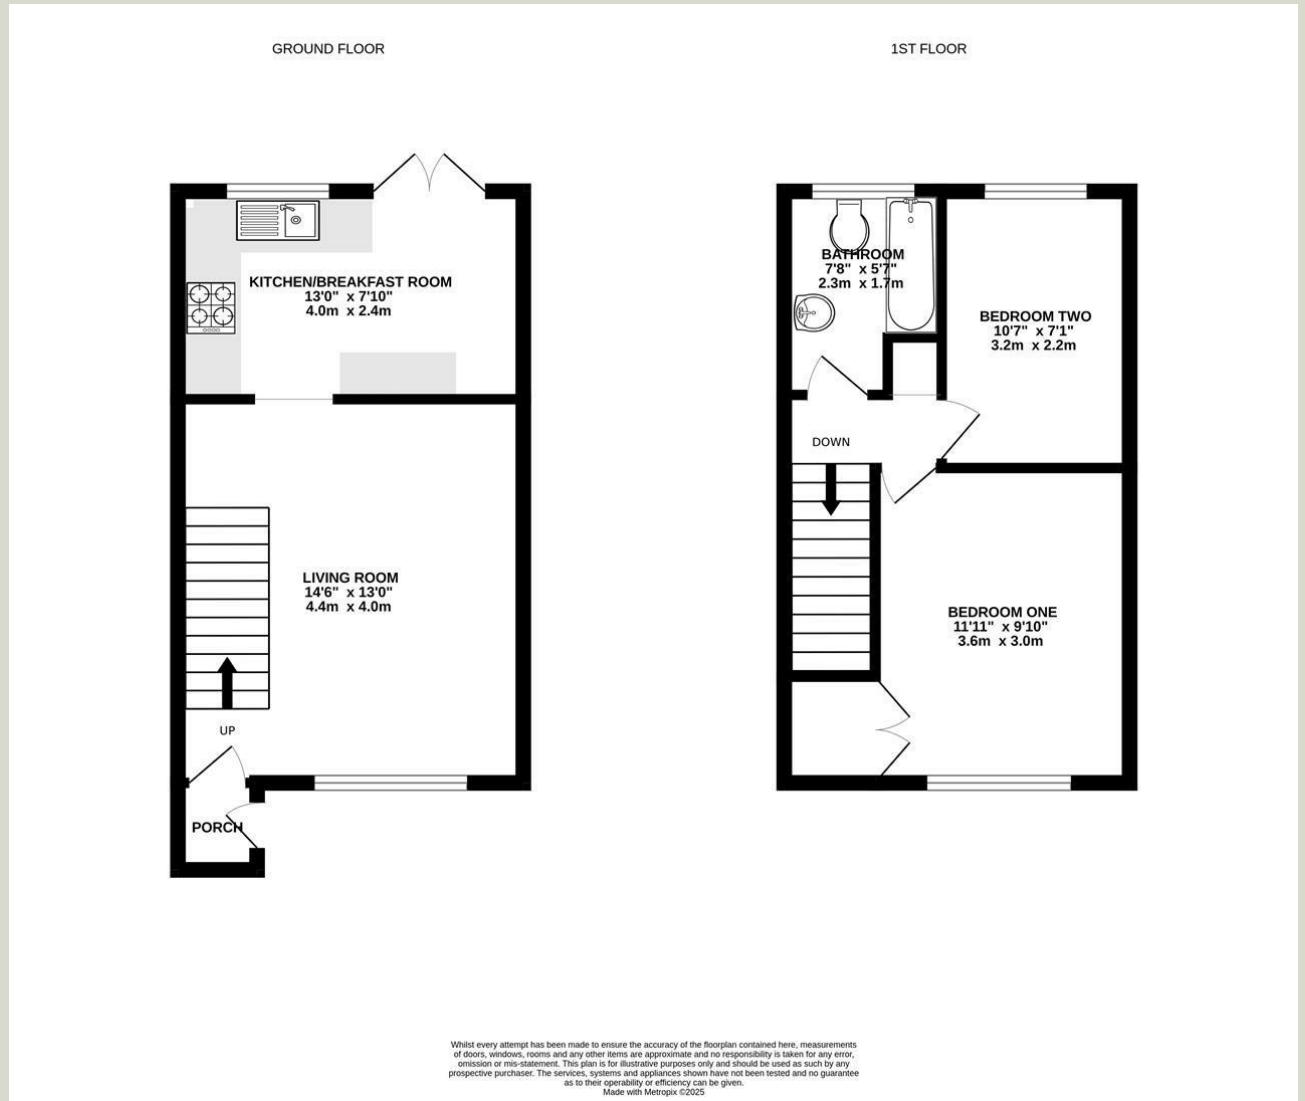 GROUND FLOOR
1ST FLOOR
KITCHEN/BREAKFAST ROOM
13'0" x 7'10"
4.0m x 2.4m
LIVING ROOM
14'6" x 13'0"
4.4m x 4.0m
UP
PORCH
BATHROOM
7'8" x 5'7"
2.3m x 1.7m
BEDROOM TWO
10'7" x 7'1"
3.2m x 2.2m
DOWN
BEDROOM ONE
11'11" x 9'10"
3.6m x 3.0m
Whilst every attempt has been made to ensure the accuracy of the floorplan contained here, measurements
of doors, windows, rooms and any other items are approximate and no responsibility is taken for any error,
omission or mis-statement. This plan is for illustrative purposes only and should be used as such by any
prospective purchaser. The services, systems and appliances shown have not been tested and no guarantee
as to their operability or efficiency can be given.
Made with Metropix ©2025